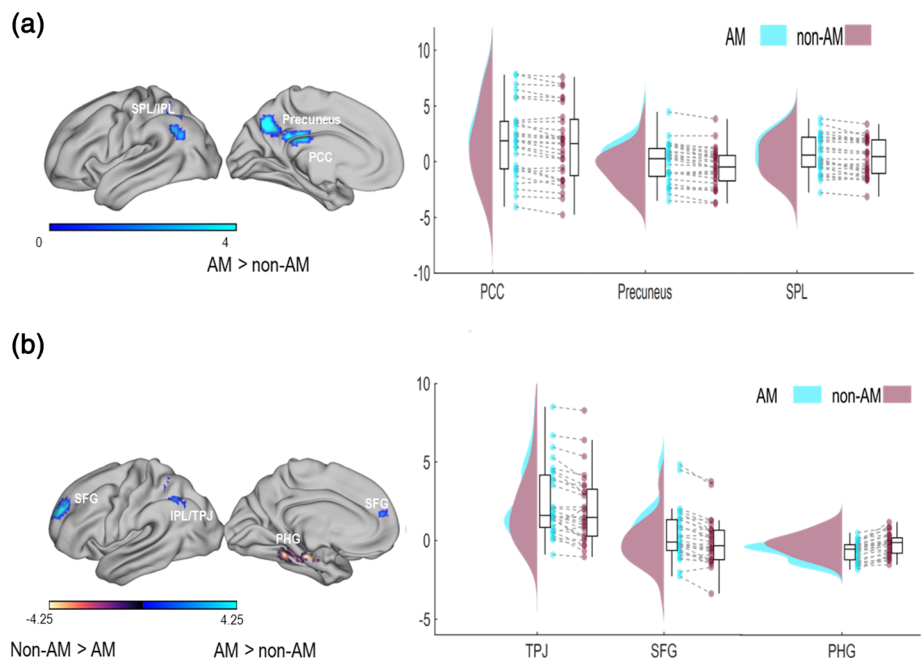 (a)
AM non-AM
10
SPL/IPL
Precuneus
PCC
5
0
-5
-10
0 4
AM > non-AM
PCC Precuneus SPL
(b)
AM non-AM
10
SFG
IPL/TPJ
SFG
PHG
5
0
-5
-4.25 4.25
Non-AM > AM AM > non-AM
TPJ SFG PHG